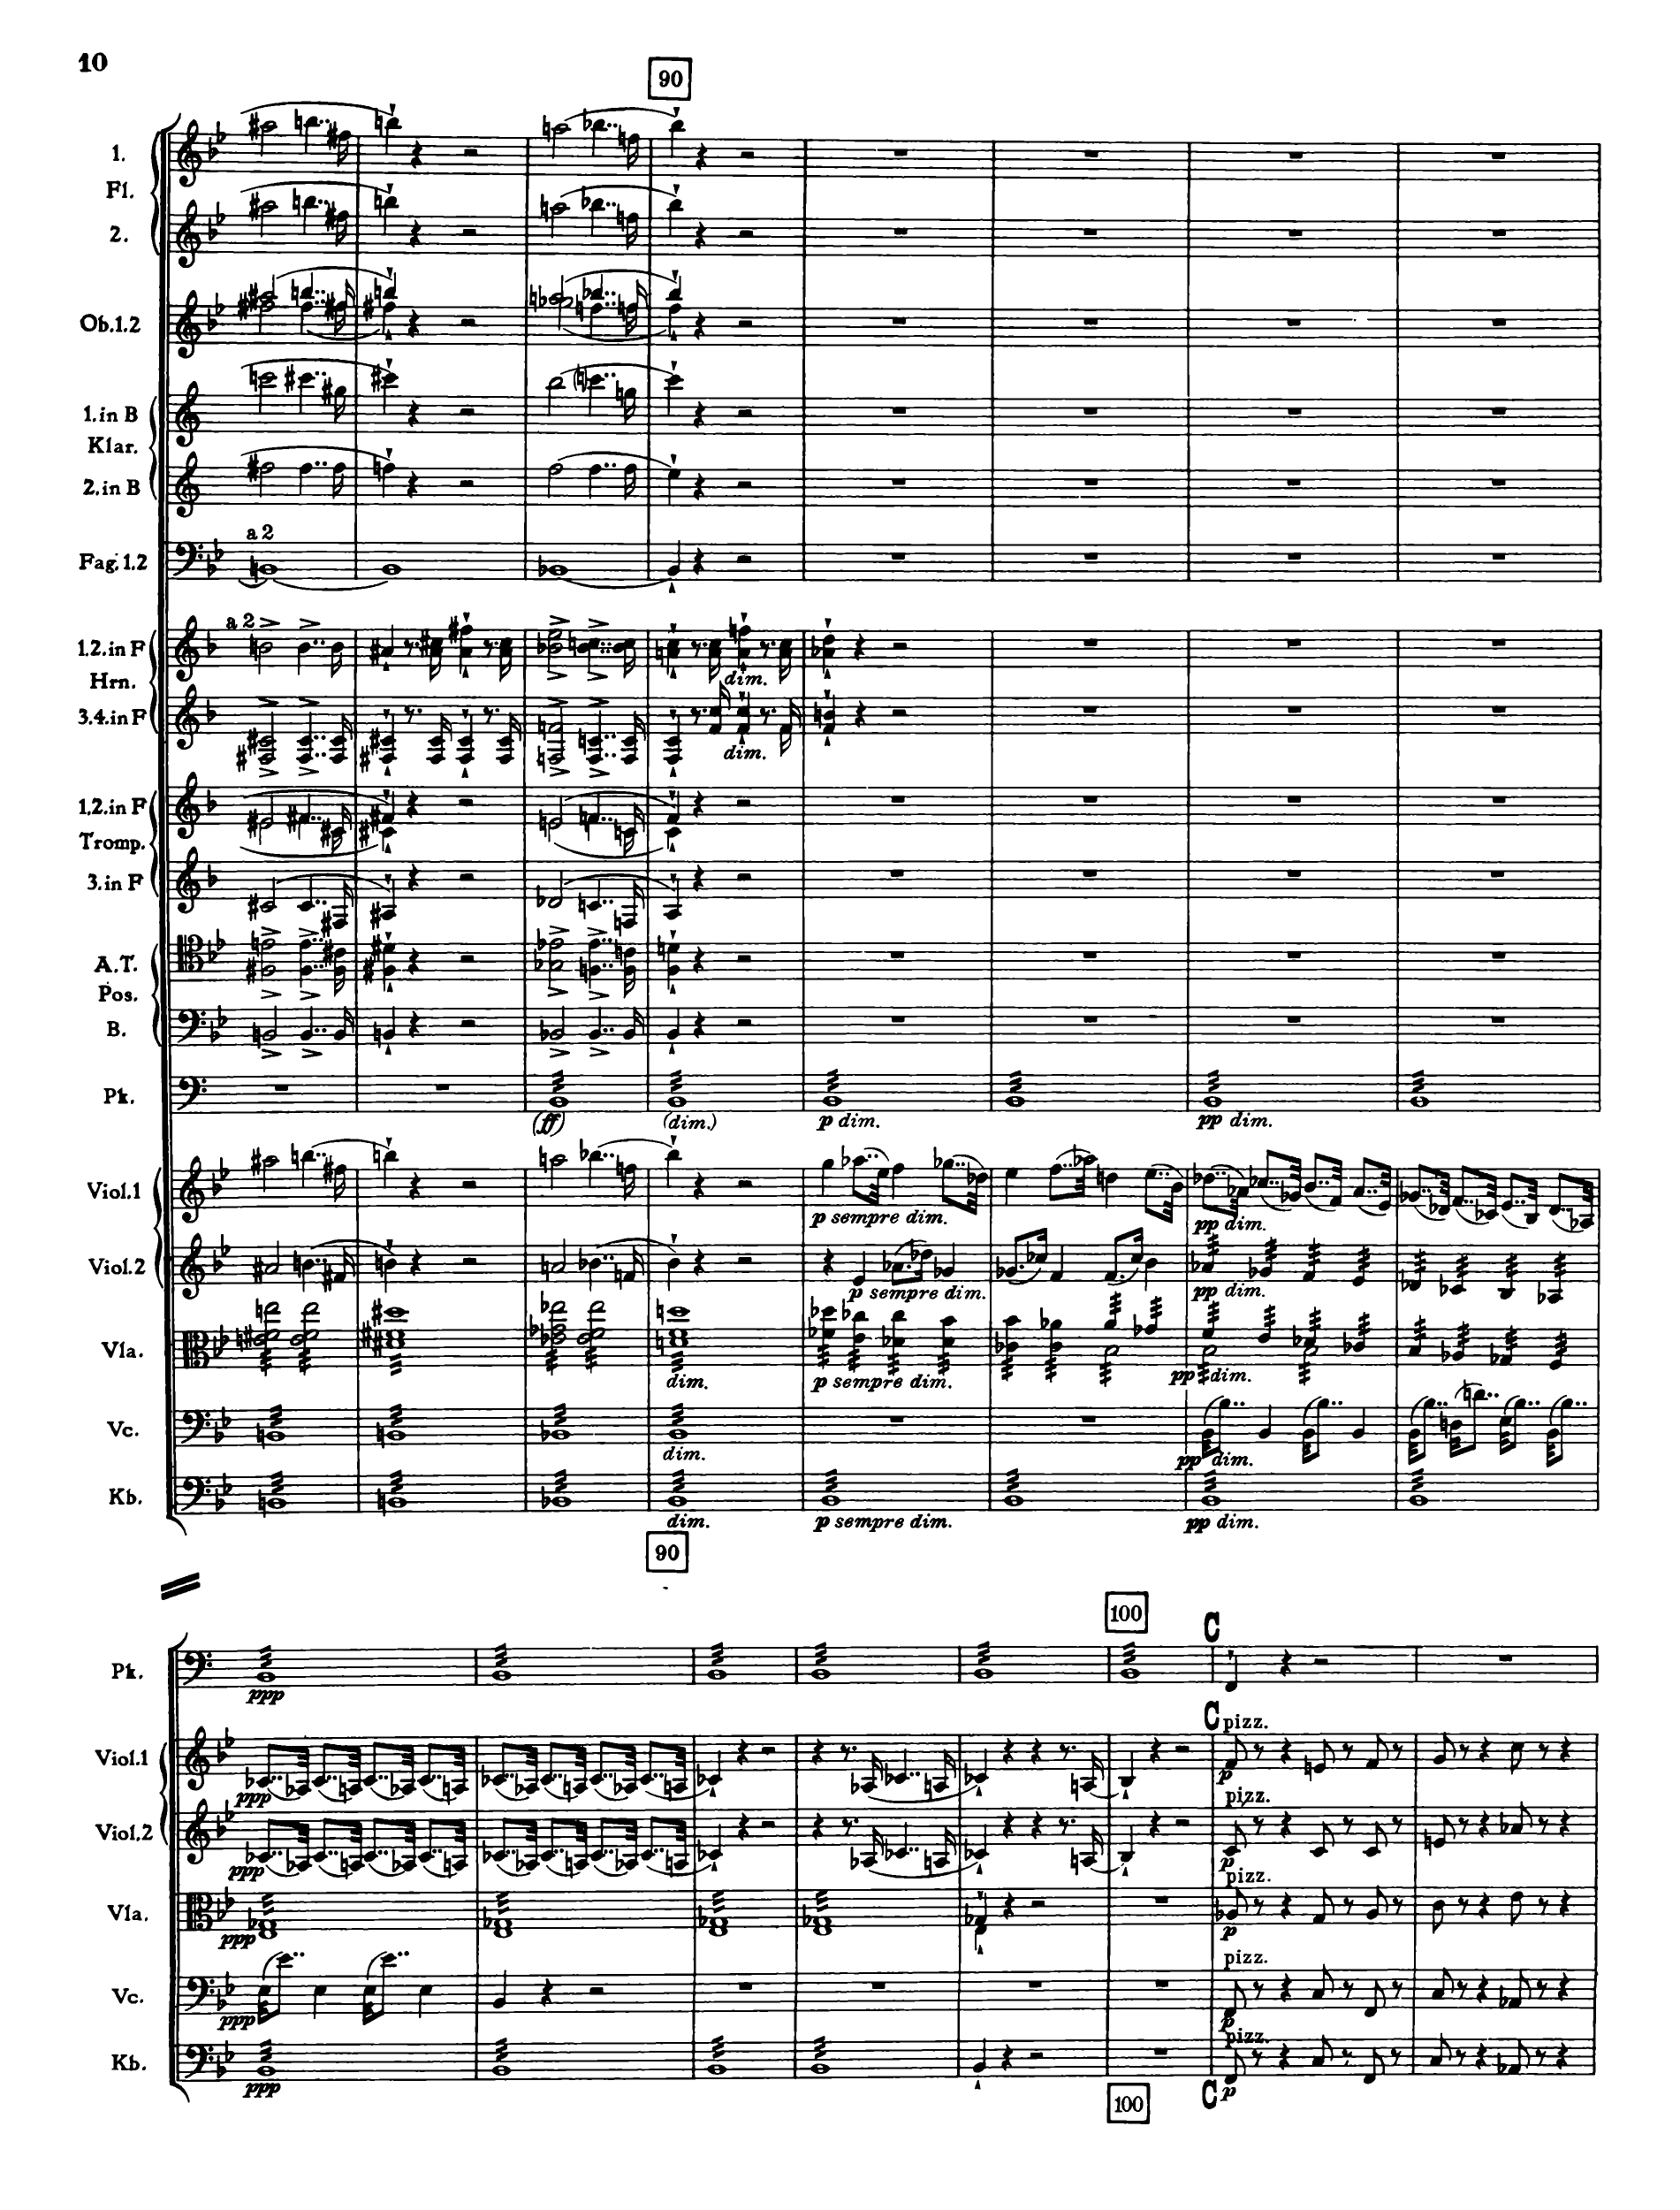 10
90
1.
Fl.
2.
Ob.1.2
1. in B
Klar.
2. in B
a 2
Fag. 1.2
a 2
1.2. in F
Hrn.
dim.
3.4. in F
dim.
1.2. in F
Tromp.
3. in F
A.T.
Pos.
B.
Pk.
(ff) (dim.) p dim. pp dim.
Viol.1
p sempre dim. pp dim.
Viol.2
p sempre dim. pp dim.
Vla.
dim. p sempre dim. pp dim.
Vc.
dim. pp dim.
Kb.
dim. p sempre dim. pp dim.
90
100
C
Pk.
ppp
C pizz.
Viol.1
ppp p
pizz.
Viol.2
ppp p
pizz.
Vla.
ppp p
pizz.
Vc.
ppp p
pizz.
Kb.
ppp p
100 C